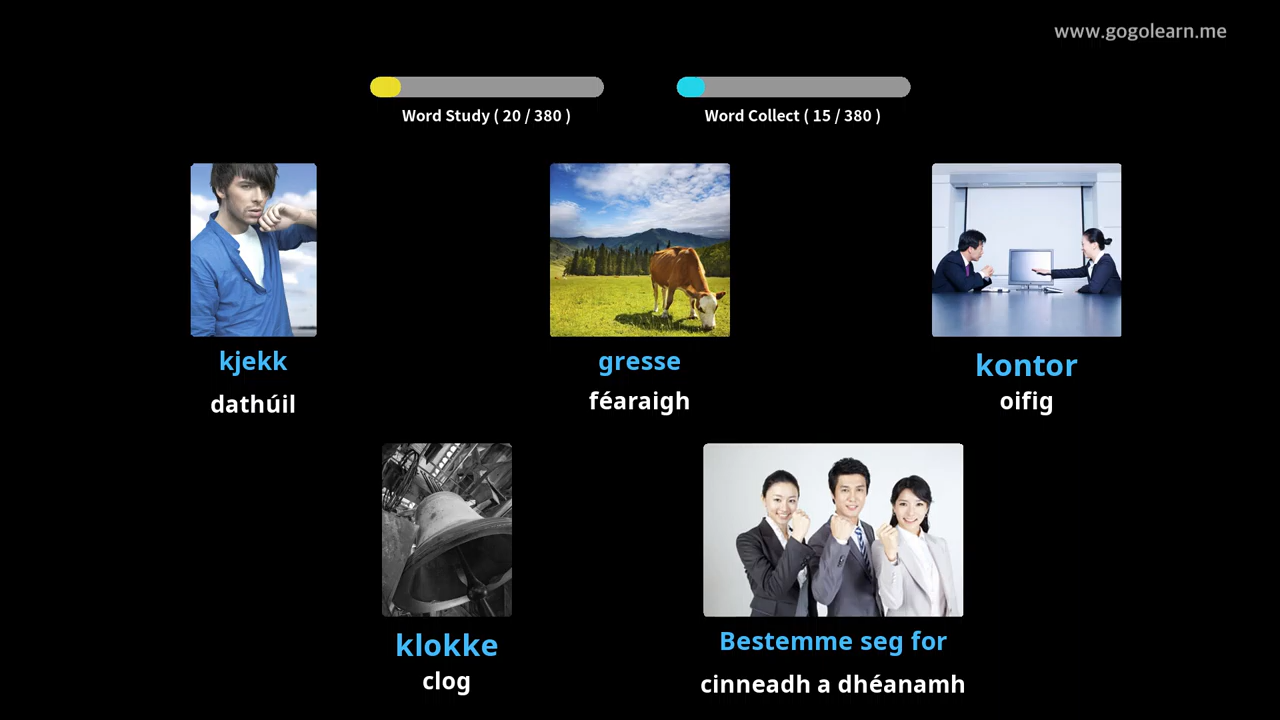 www.gogolearn.me
Word Study ( 20 / 380 )
Word Collect ( 15 / 380 )
kjekk
dathúil
gresse
féaraigh
kontor
oifig
klokke
clog
Bestemme seg for
cinneadh a dhéanamh